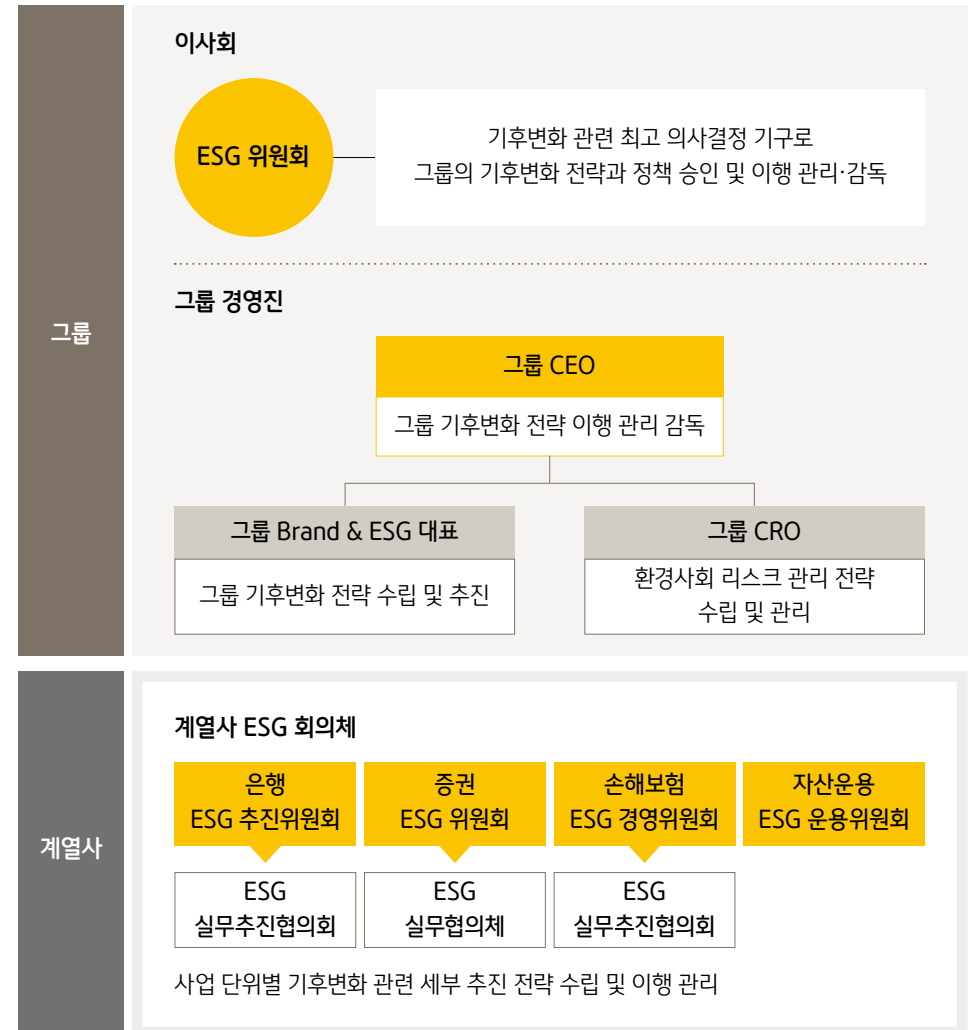 이사회
ESG 위원회
기후변화 관련 최고 의사결정 기구로
그룹의 기후변화 전략과 정책 승인 및 이행 관리·감독
그룹
그룹 경영진
그룹 CEO
그룹 기후변화 전략 이행 관리 감독
그룹 Brand & ESG 대표
그룹 기후변화 전략 수립 및 추진
그룹 CRO
환경사회 리스크 관리 전략
수립 및 관리
계열사
계열사 ESG 회의체
은행
ESG 추진위원회
증권
ESG 위원회
손해보험
ESG 경영위원회
자산운용
ESG 운용위원회
ESG
실무추진협의회
ESG
실무협의체
ESG
실무추진협의회
사업 단위별 기후변화 관련 세부 추진 전략 수립 및 이행 관리